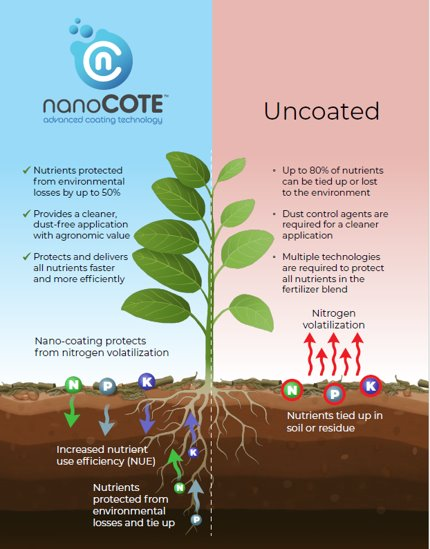 n
nanoCOTE™
advanced coating technology
Uncoated
✓ Nutrients protected
from environmental
losses by up to 50%
✓ Provides a cleaner,
dust-free application
with agronomic value
✓ Protects and delivers
all nutrients faster
and more efficiently
• Up to 80% of nutrients
can be tied up or lost
to the environment
• Dust control agents are
required for a cleaner
application
• Multiple technologies
are required to protect
all nutrients in the
fertilizer blend
Nano-coating protects
from nitrogen volatilization
Nitrogen
volatilization
N P K
N P K
Nutrients tied up in
soil or residue
Increased nutrient
use efficiency (NUE)
K
N
Nutrients
protected from
environmental
losses and tie up
P